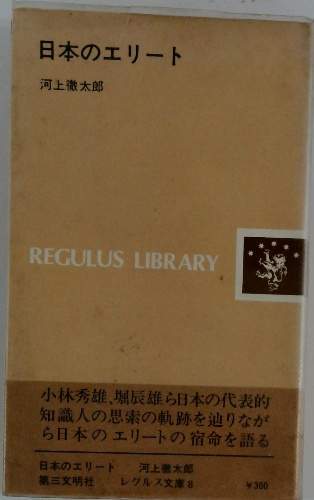 日本のエリート
河上徹太郎
REGULUS LIBRARY
小林秀雄、堀辰雄ら日本の代表的
知識人の思索の軌跡を辿りなが
ら日本のエリートの宿命を語る
日本のエリート 河上徹太郎
第三文明社 レグルス文庫8 ¥300